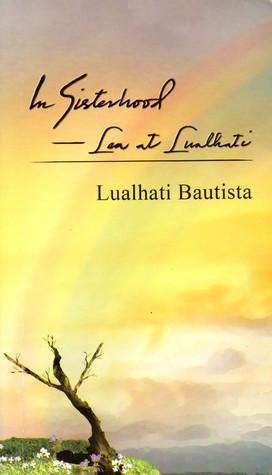 In Sisterhood
— Lea at Lualhati
Lualhati Bautista